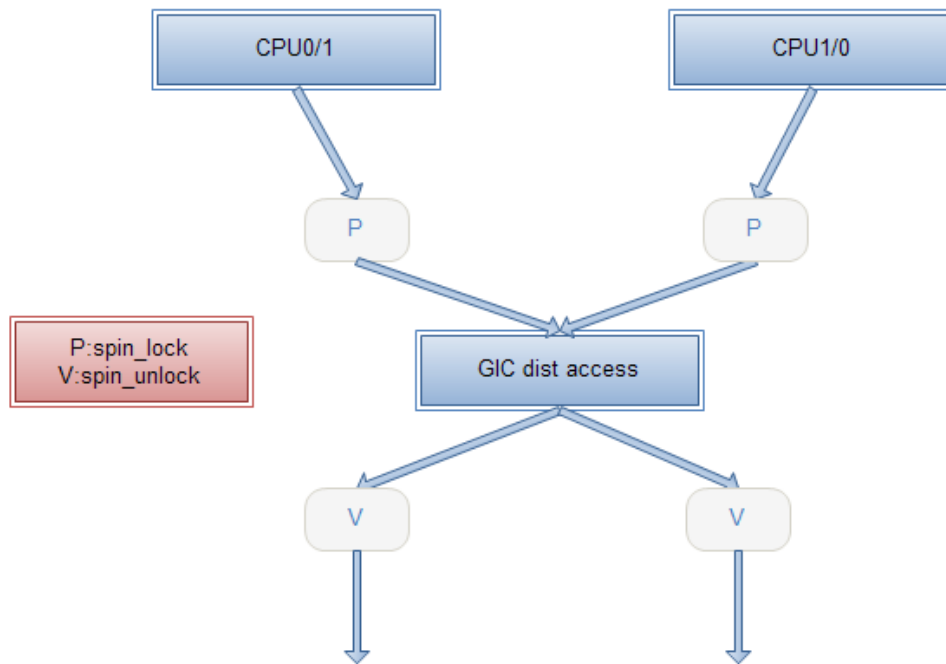 CPU0/1
CPU1/0
P
P
P:spin_lock
V:spin_unlock
GIC dist access
V
V